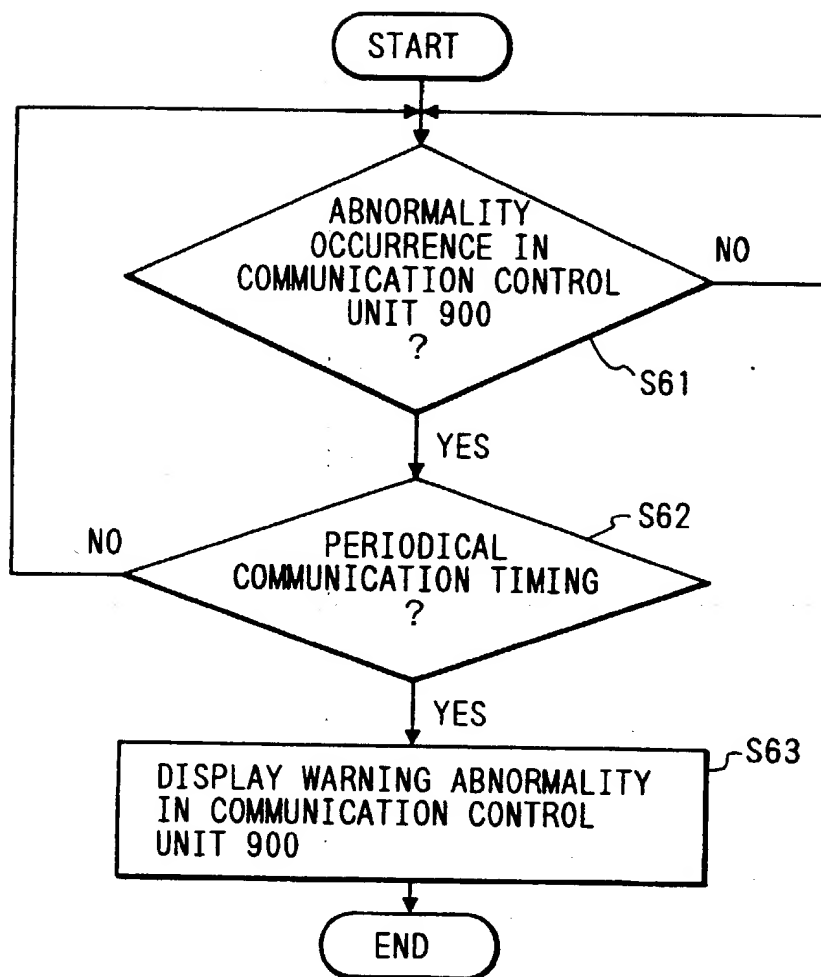 START
ABNORMALITY
OCCURRENCE IN
COMMUNICATION CONTROL
UNIT 900
?
NO
S61
YES
S62
NO
PERIODICAL
COMMUNICATION TIMING
?
YES
S63
DISPLAY WARNING ABNORMALITY
IN COMMUNICATION CONTROL
UNIT 900
END